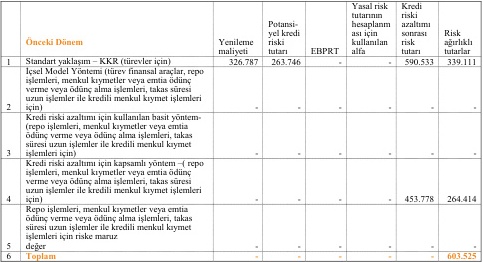 Yasal risk
tutarının
hesaplanm
ası için
kullanılan
alfa
Kredi
riski
azaltımı
sonrası
risk
tutarı
Potansi-
yel kredi
riski
tutarı
Önceki Dönem
Yenileme
maliyeti
EBPRT
Risk
ağırlıklı
tutarlar
1 Standart yaklaşım – KKR (türevler için) 326.787 263.746 - - 590.533 339.111
İçsel Model Yöntemi (türev finansal araçlar, repo
işlemleri, menkul kıymetler veya emtia ödünç
verme veya ödünç alma işlemleri, takas süresi
uzun işlemler ile kredili menkul kıymet işlemleri
2 için) - - - - - -
Kredi riski azaltımı için kullanılan basit yöntem-
(repo işlemleri, menkul kıymetler veya emtia
ödünç verme veya ödünç alma işlemleri, takas
süresi uzun işlemler ile kredili menkul kıymet
3 işlemleri için) - - - - - -
Kredi riski azaltımı için kapsamlı yöntem –( repo
işlemleri, menkul kıymetler veya emtia ödünç
verme veya ödünç alma işlemleri, takas süresi
uzun işlemler ile kredili menkul kıymet işlemleri
4 için) - - - - 453.778 264.414
Repo işlemleri, menkul kıymetler veya emtia
ödünç verme veya ödünç alma işlemleri, takas
süresi uzun işlemler ile kredili menkul kıymet
işlemleri için riske maruz
5 değer - - - - - -
6 Toplam - - - - - 603.525